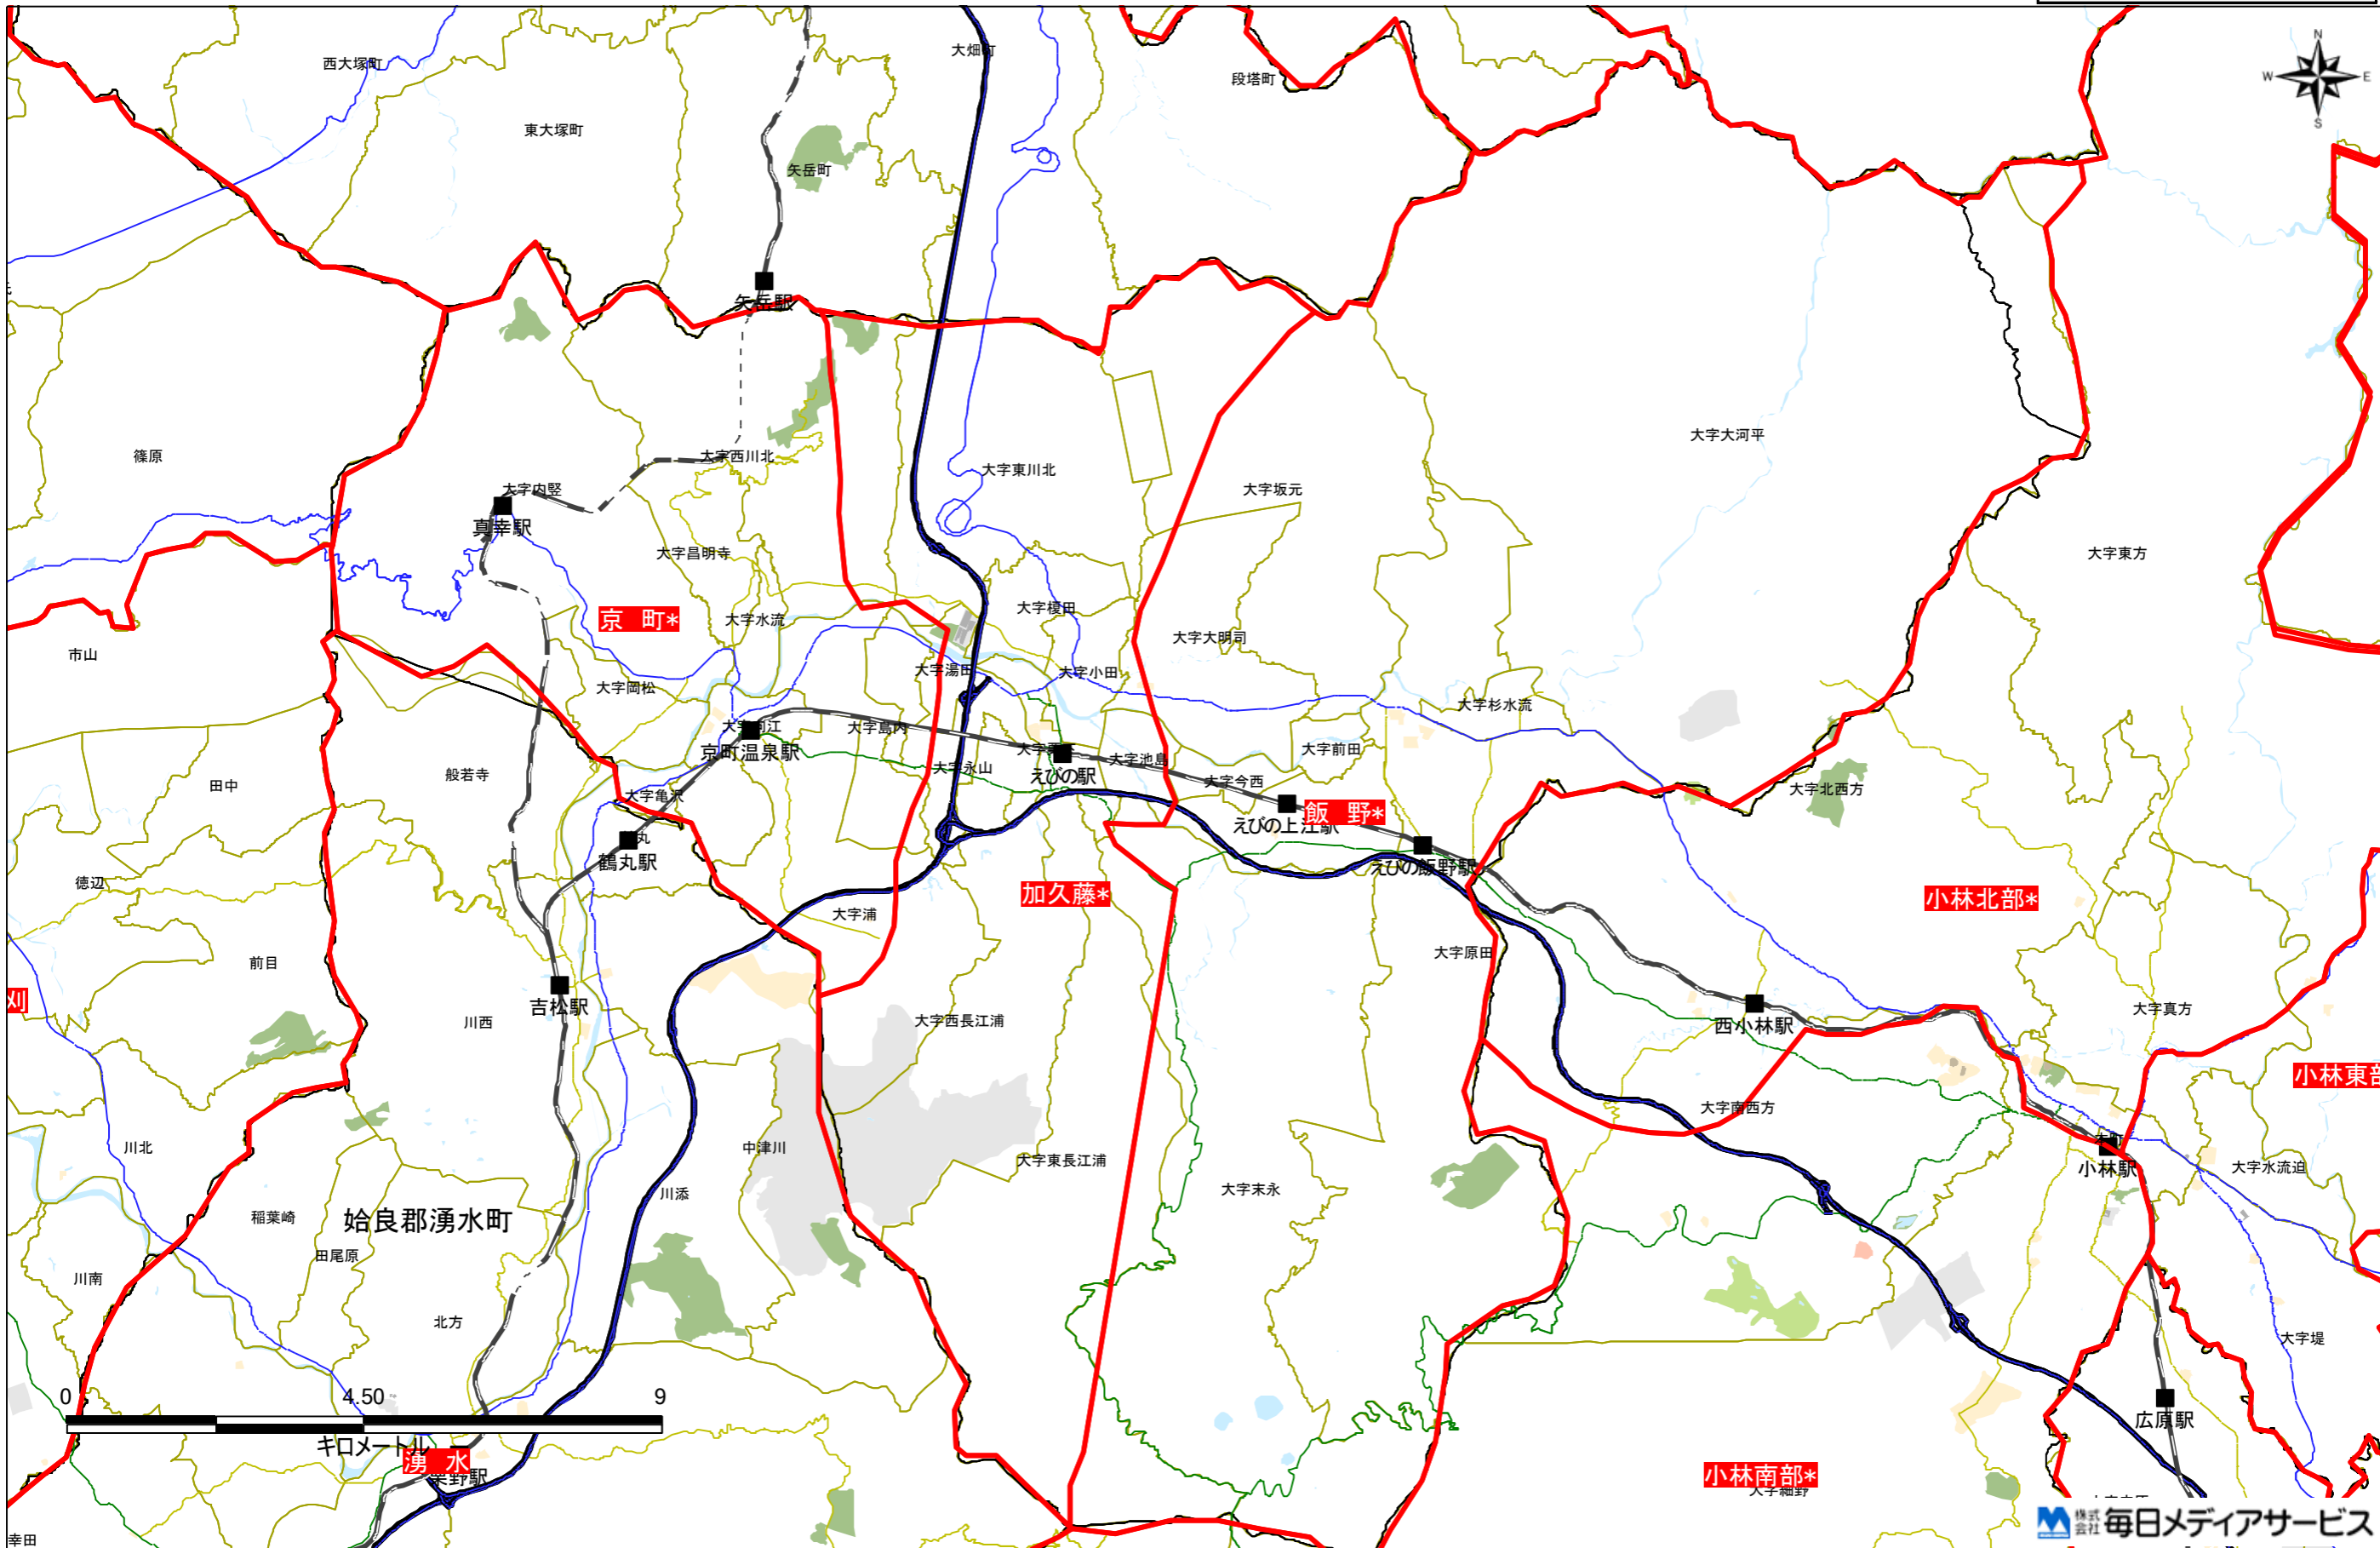 大畑町
西大塚町
段塔町
N
W
E
S
東大塚町
矢岳町
矢岳駅
大字大河平
篠原
大字西川北
大字東川北
大字内竪
大字坂元
真幸駅
大字昌明寺
大字東方
京 町*
大字水流
大字榎田
大字大明司
市山
大字湯田
大字小田
大字岡松
大字杉水流
大字島内
京町温泉駅
大字前田
大字池島
大字永山
えびの駅
般若寺
大字今西
田中
大字北西方
大字亀沢
飯 野*
えびの上江駅
鶴丸駅
えびの飯野駅
徳辺
加久藤*
小林北部*
大字浦
大字原田
前目
刈
吉松駅
大字真方
川西
大字西長江浦
西小林駅
小林東部
大字南西方
川北
中津川
大字東長江浦
小林駅
大字水流迫
川添
大字末永
稲葉崎
姶良郡湧水町
田尾原
川南
北方
大字堤
0
4.50
9
キロメートル
広原駅
湧 水
栗野駅
小林南部*
大字細野
幸田
株式会社 毎日メディアサービス